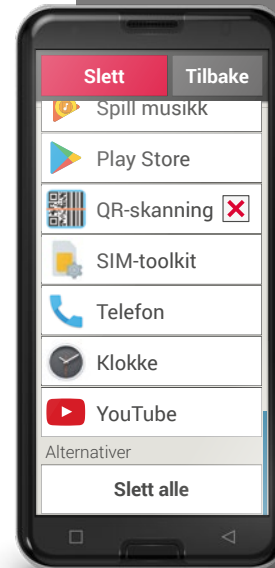 Slett Tilbake
Spill musikk
Play Store
QR-skanning
SIM-toolkit
Telefon
Klokke
YouTube
Alternativer
Slett alle